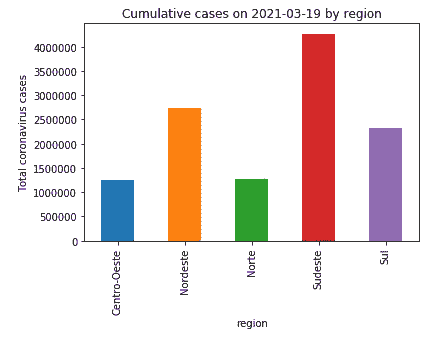 Cumulative cases on 2021-03-19 by region
Total coronavirus cases
4000000
3500000
3000000
2500000
2000000
1500000
1000000
500000
0
Centro-Oeste
Nordeste
Norte
Sudeste
Sul
region